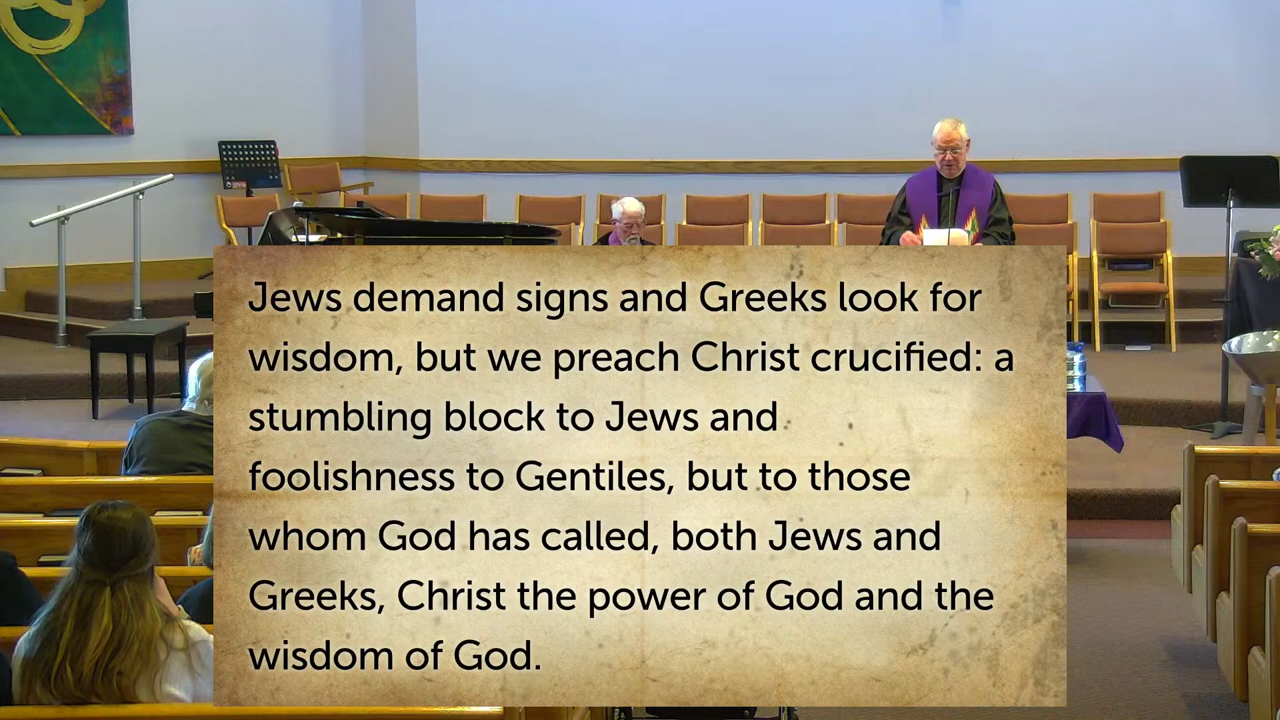 Jews demand signs and Greeks look for
wisdom, but we preach Christ crucified: a
stumbling block to Jews and
foolishness to Gentiles, but to those
whom God has called, both Jews and
Greeks, Christ the power of God and the
wisdom of God.